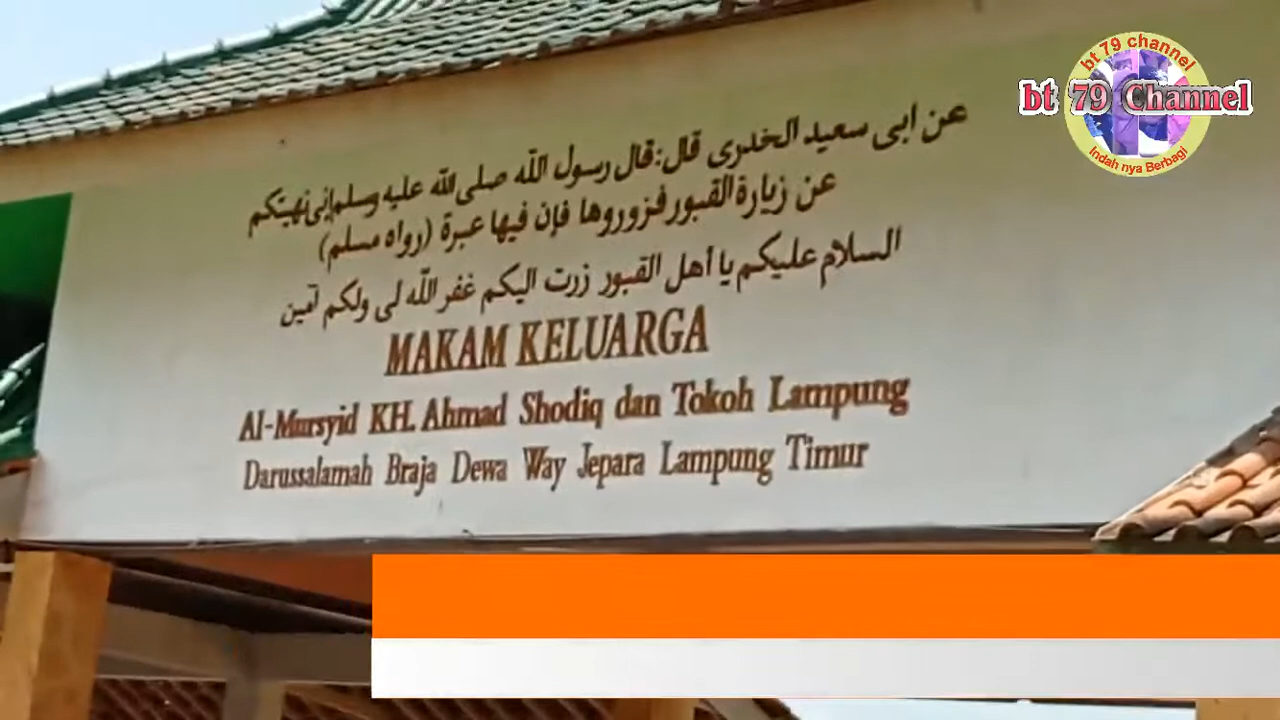 عن ابى سعيد الخدرى قال: قال رسول الله صلى الله عليه وسلم إنى نهيتكم
عن زيارة القبور فزوروها فإن فيها عبرة (رواه مسلم)
السلام عليكم يا أهل القبور زرت اليكم غفر الله لى ولكم آمين
MAKAM KELUARGA
Al-Mursyid KH. Ahmad Shodiq dan Tokoh Lampung
Darussalamah Braja Dewa Way Jepara Lampung Timur
bt 79 channel
bt 79 Channel
Indah nya Berbagi